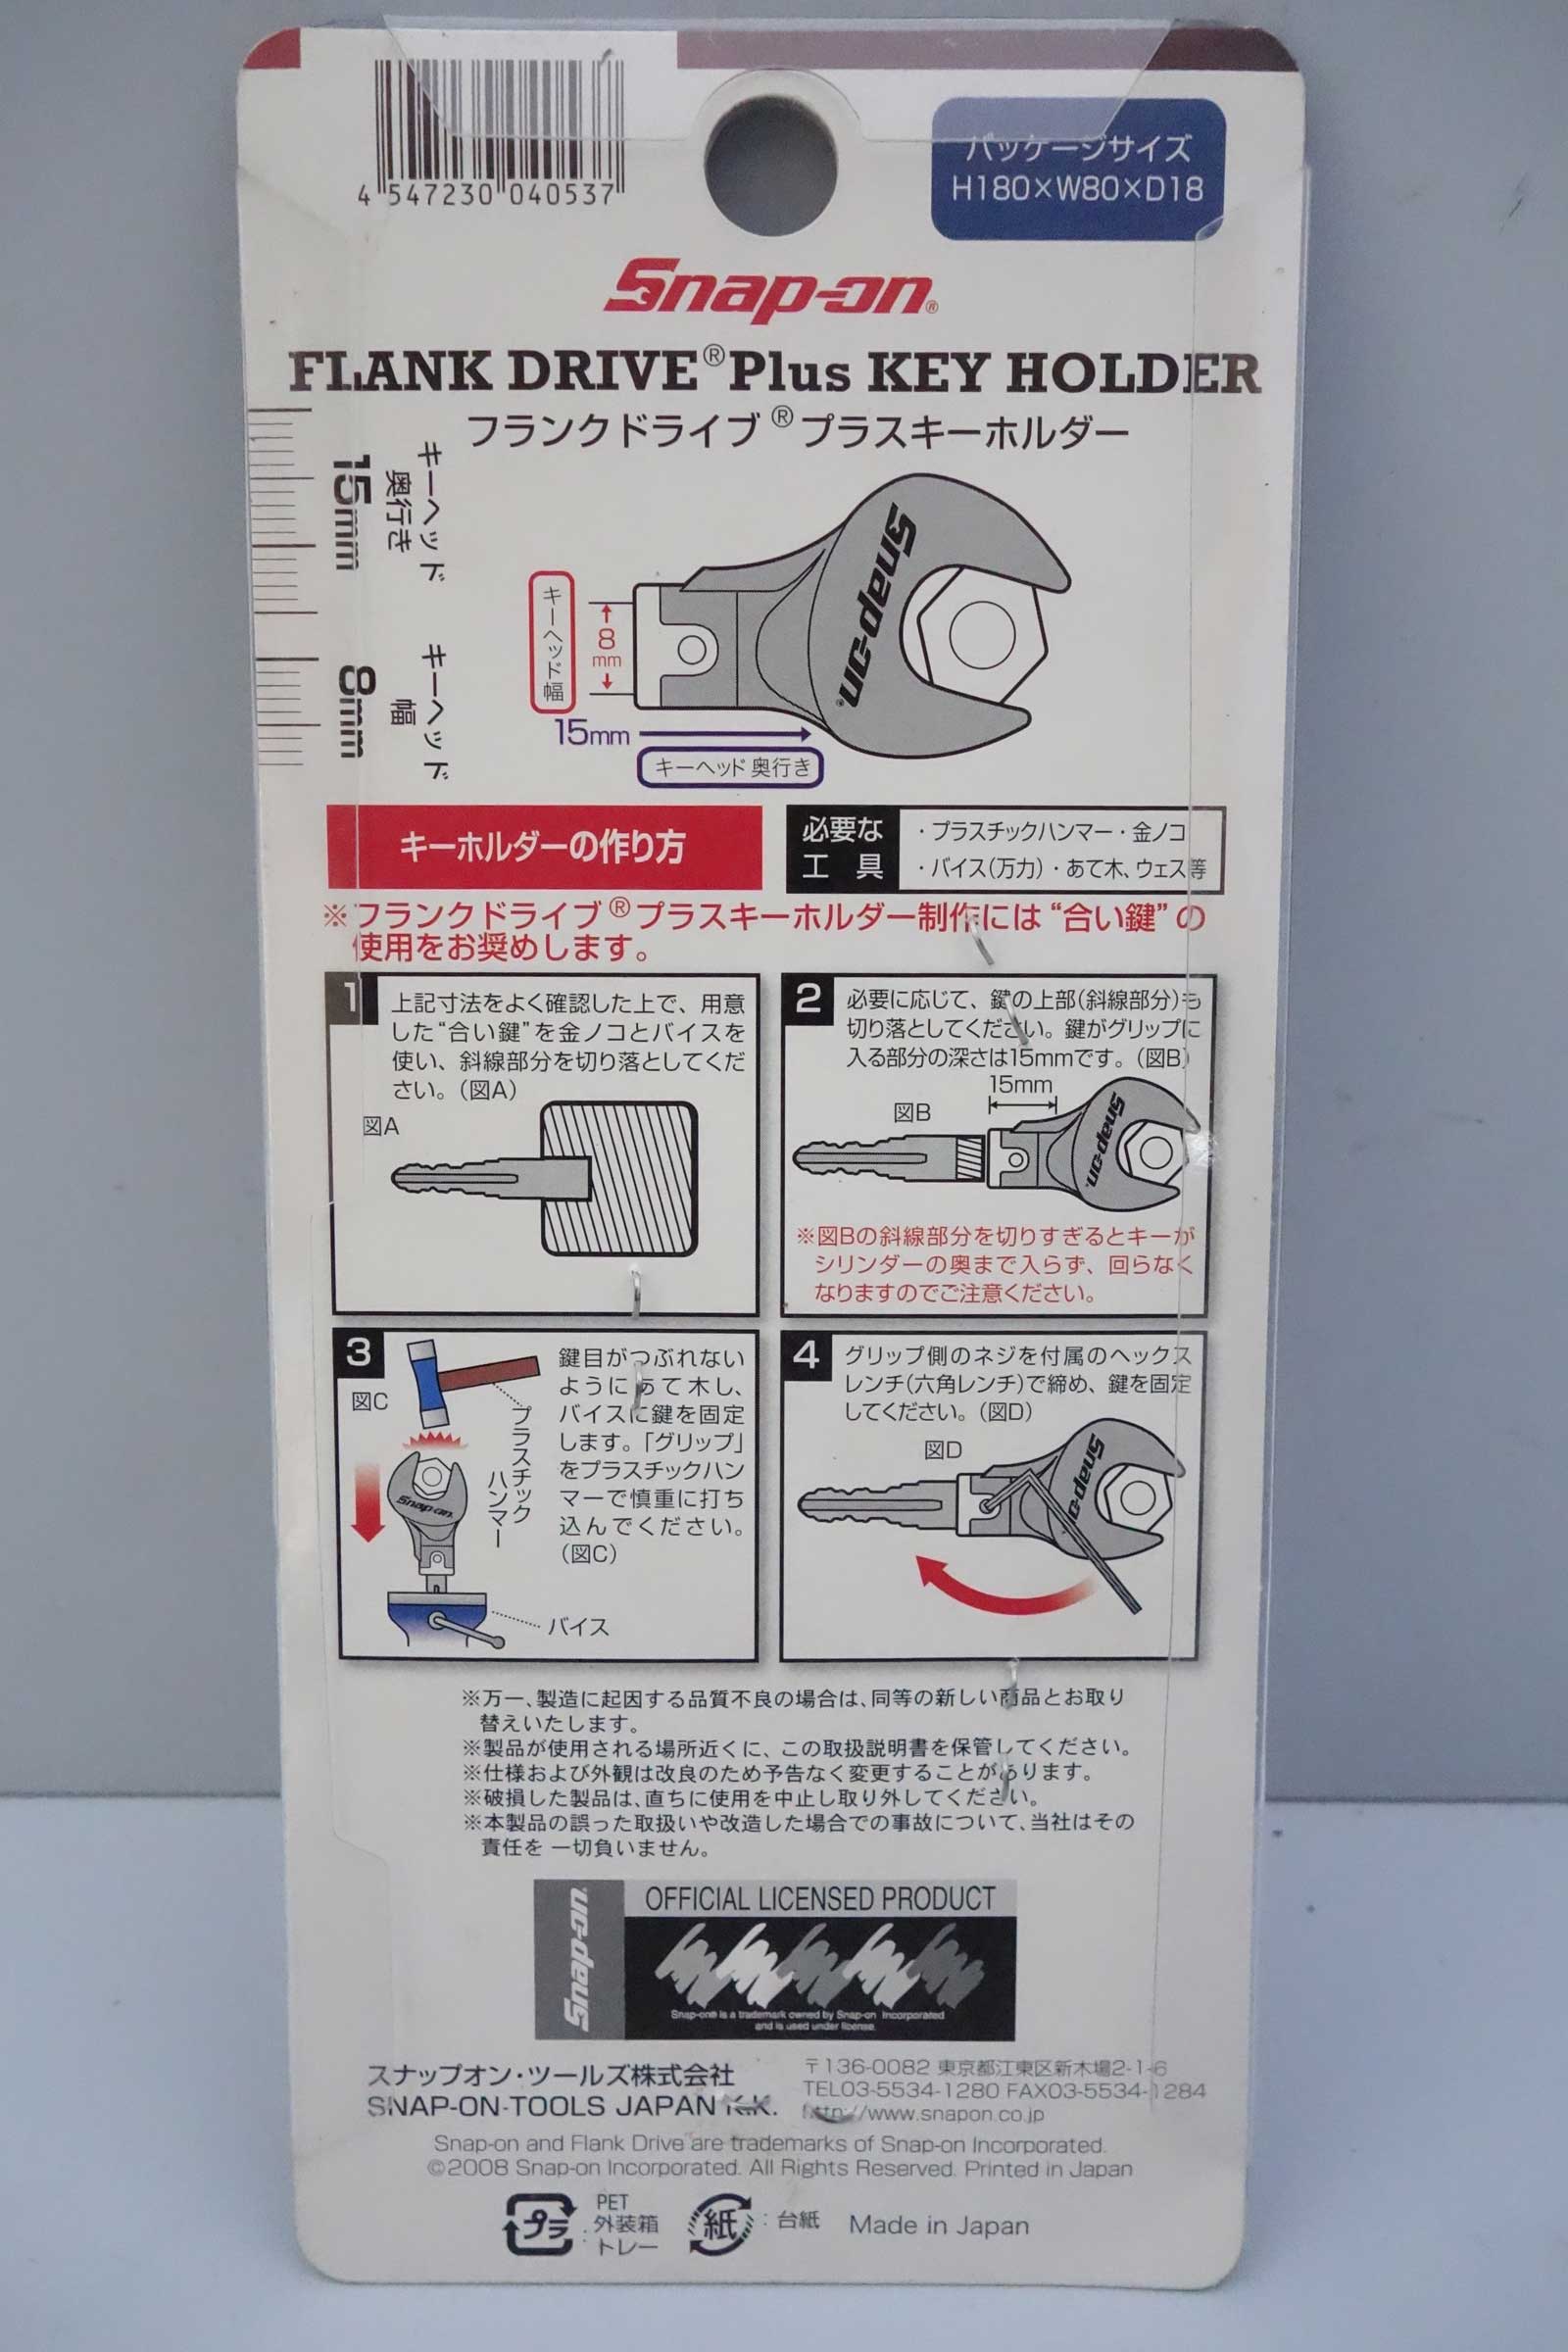 4 547230 040537
パッケージサイズ
H180×W80×D18
Snap-on®
FLANK DRIVE® Plus KEY HOLDER
フランクドライブ®プラスキーホルダー
キーヘッド
奥行き
15mm
キーヘッド
幅
8mm
キーヘッド幅
8
mm
15mm
キーヘッド奥行き
Snap-on®
キーホルダーの作り方
必要な
工 具
・プラスチックハンマー・金ノコ
・バイス(万力)・あて木、ウェス等
※フランクドライブ®プラスキーホルダー制作には“合い鍵”の
使用をお奨めします。
1
上記寸法をよく確認した上で、用意
した“合い鍵”を金ノコとバイスを
使い、斜線部分を切り落としてくだ
さい。(図A)
図A
2
必要に応じて、鍵の上部(斜線部分)も
切り落としてください。鍵がグリップに
入る部分の深さは15mmです。(図B)
15mm
図B
Snap-on
※図Bの斜線部分を切りすぎるとキーが
シリンダーの奥まで入らず、回らなく
なりますのでご注意ください。
3
図C
プラスチック
ハンマー
Snap-on
バイス
鍵目がつぶれない
ようにあて木し、
バイスに鍵を固定
します。「グリップ」
をプラスチックハン
マーで慎重に打ち
込んでください。
(図C)
4
グリップ側のネジを付属のヘックス
レンチ(六角レンチ)で締め、鍵を固定
してください。(図D)
図D
Snap-o
※万一、製造に起因する品質不良の場合は、同等の新しい商品とお取り
替えいたします。
※製品が使用される場所近くに、この取扱説明書を保管してください。
※仕様および外観は改良のため予告なく変更することがあります。
※破損した製品は、直ちに使用を中止し取り外してください。
※本製品の誤った取扱いや改造した場合での事故について、当社はその
責任を 一切負いません。
Snap-on
OFFICIAL LICENSED PRODUCT
Snap-on® is a trademark owned by Snap-on Incorporated
and is used under license.
スナップオン・ツールズ株式会社
SNAP-ON-TOOLS JAPAN K.K.
〒136-0082 東京都江東区新木場2-1-6
TEL03-5534-1280 FAX03-5534-1284
http://www.snapon.co.jp
Snap-on and Flank Drive are trademarks of Snap-on Incorporated.
©2008 Snap-on Incorporated. All Rights Reserved. Printed in Japan
プラ
:
PET
外装箱
トレー
紙
: 台紙
Made in Japan